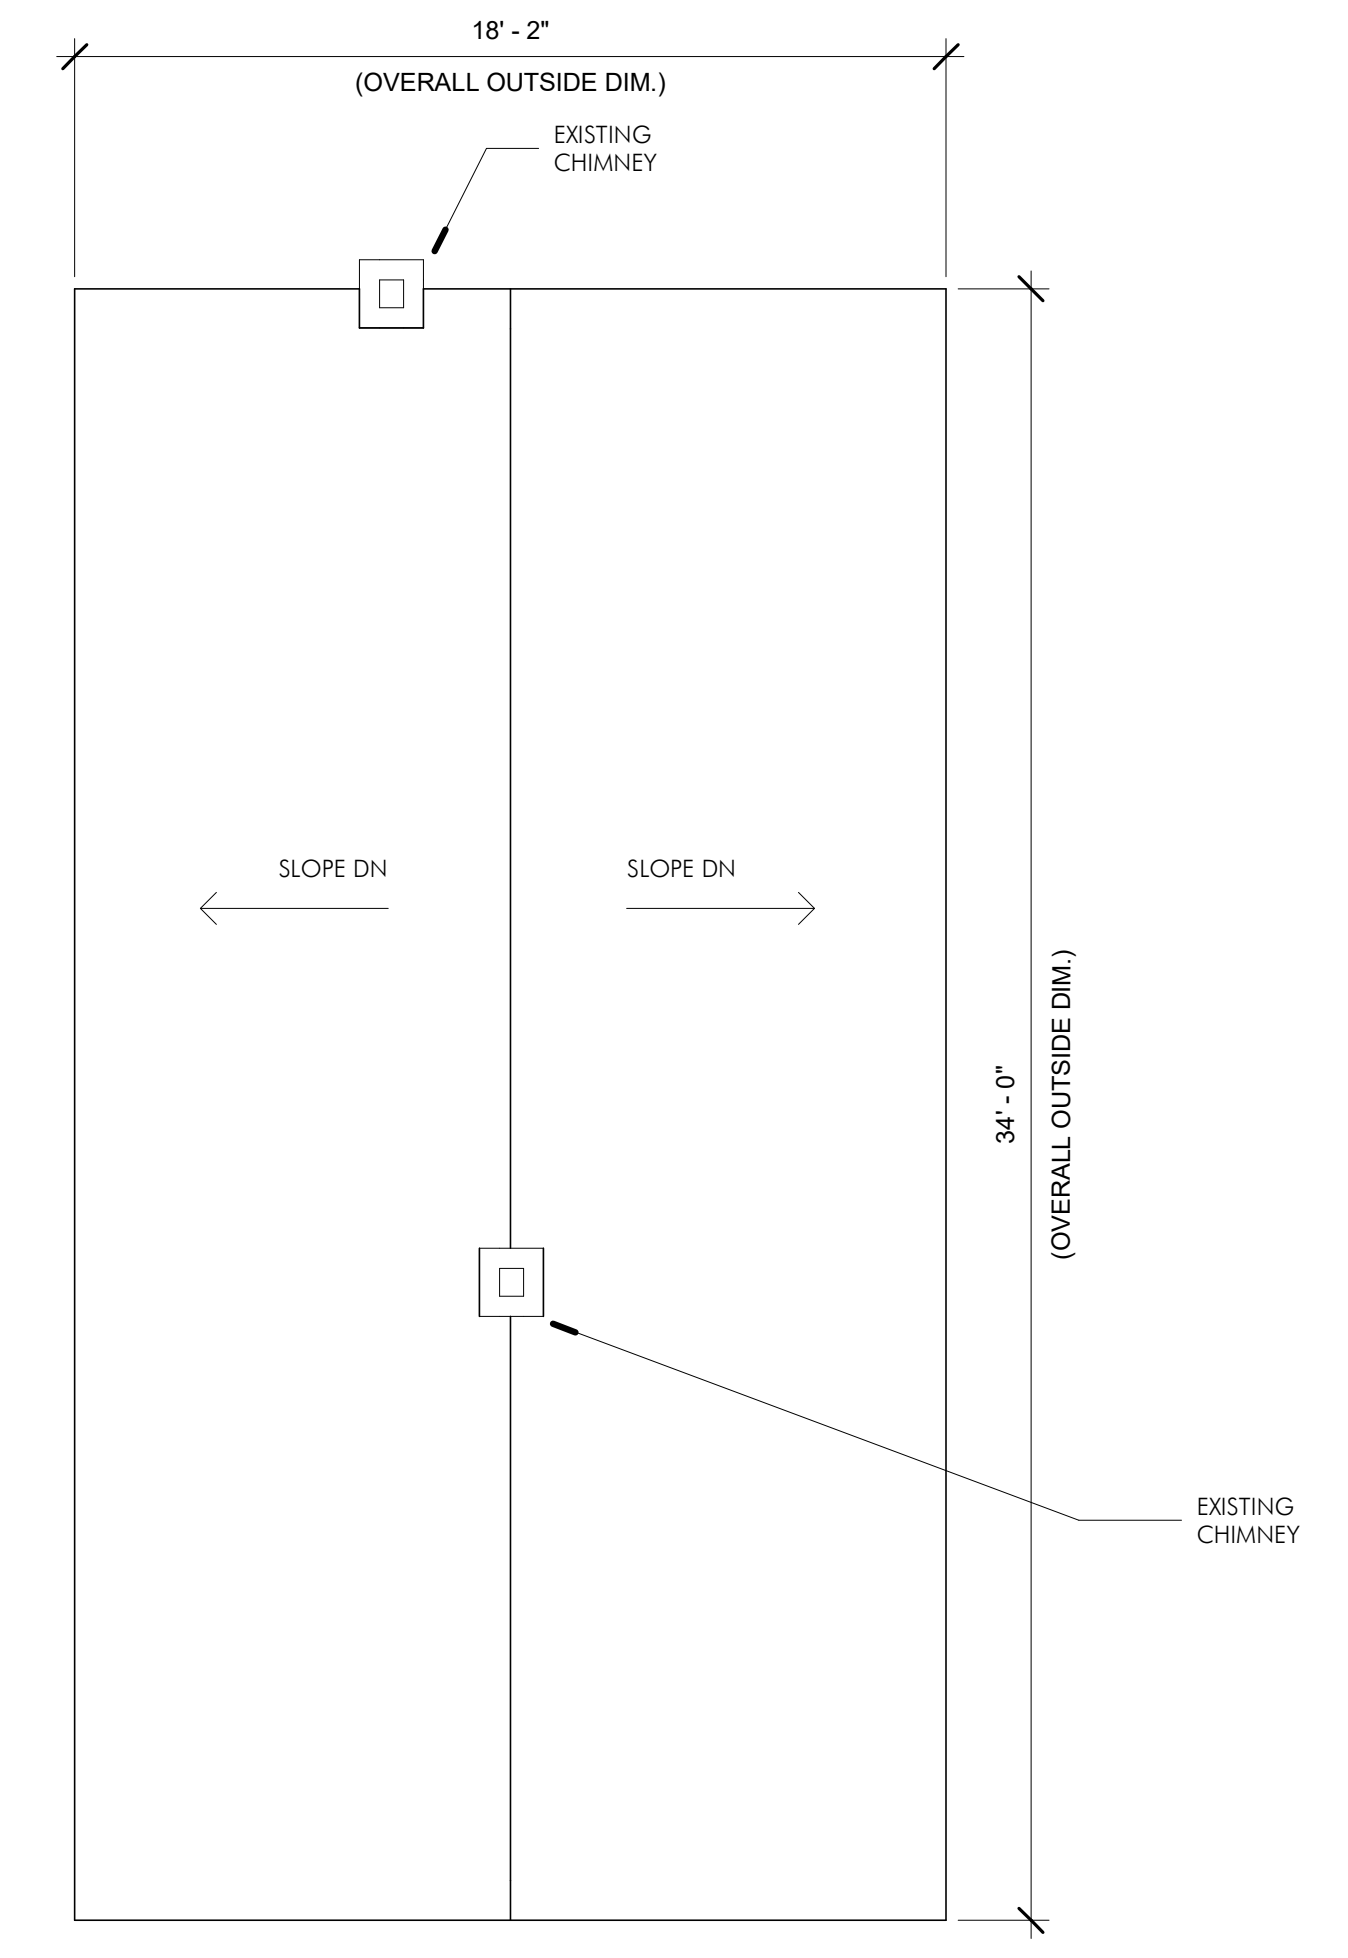 18' - 2"
(OVERALL OUTSIDE DIM.)
EXISTING
CHIMNEY
SLOPE DN
SLOPE DN
34' - 0"
(OVERALL OUTSIDE DIM.)
EXISTING
CHIMNEY